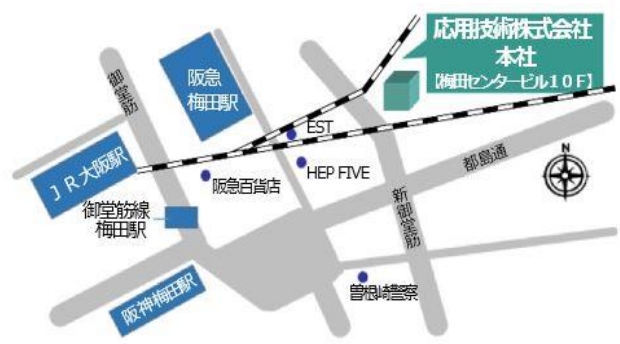 応用技術株式会社
本社
【梅田センタービル10F】
御堂筋
阪急
梅田駅
EST
JR大阪駅
阪急百貨店
HEP FIVE
都島通
N
御堂筋線
梅田駅
新御堂筋
阪神梅田駅
曽根崎警察